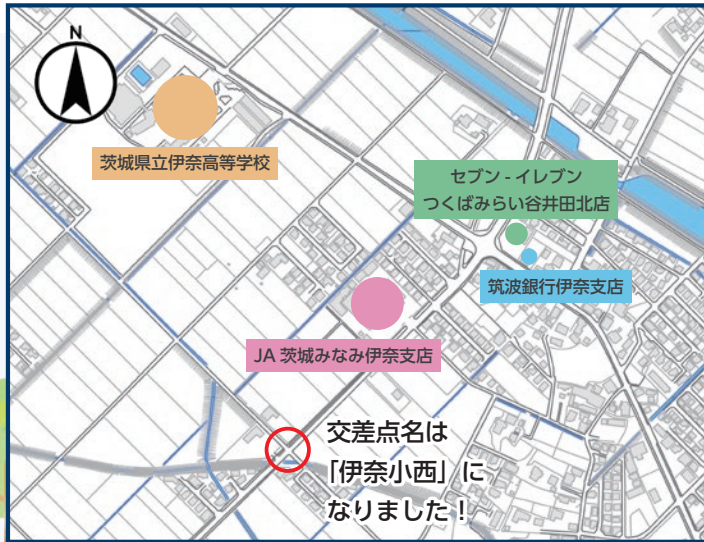 N
茨城県立伊奈高等学校
セブン - イレブン
つくばみらい谷井田北店
筑波銀行伊奈支店
JA 茨城みなみ伊奈支店
交差点名は
「伊奈小西」に
なりました！